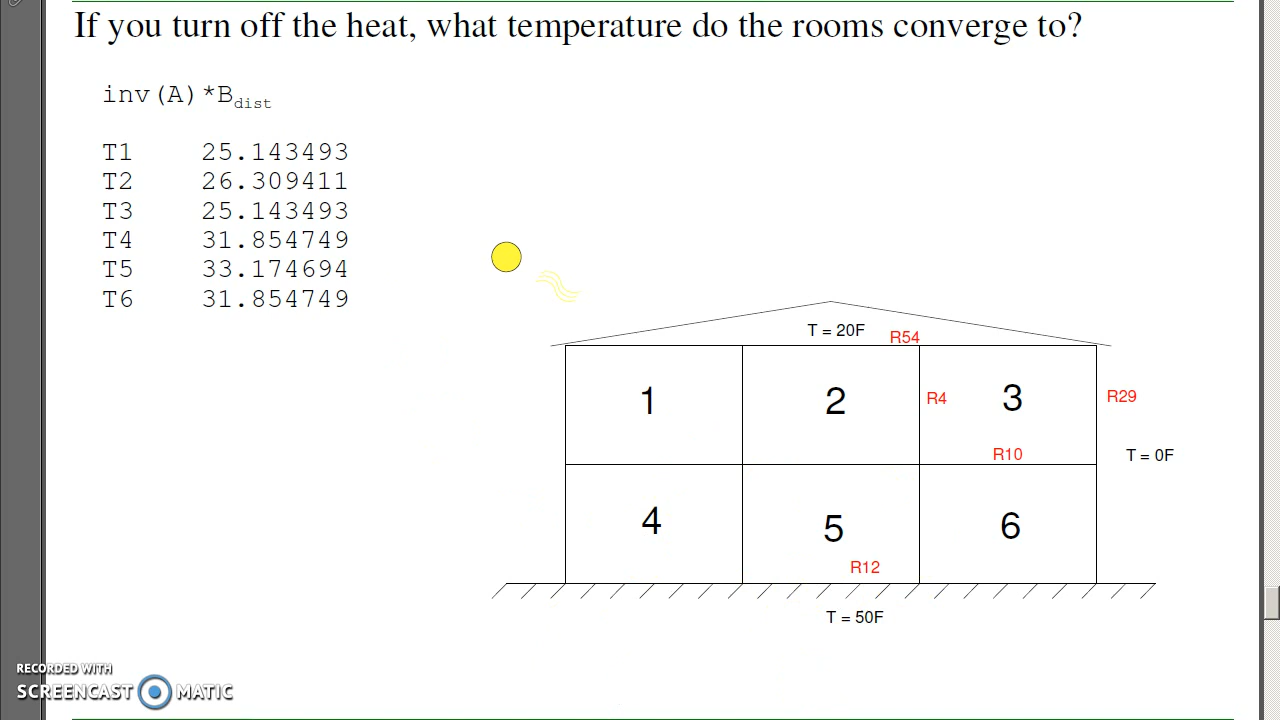 If you turn off the heat, what temperature do the rooms converge to?
inv(A)*Bdist
T1 25.143493
T2 26.309411
T3 25.143493
T4 31.854749
T5 33.174694
T6 31.854749
T = 20F R54
1 2 R4 3 R29
R10 T = 0F
4 5 6
R12
T = 50F
RECORDED WITH
SCREENCAST MATIC